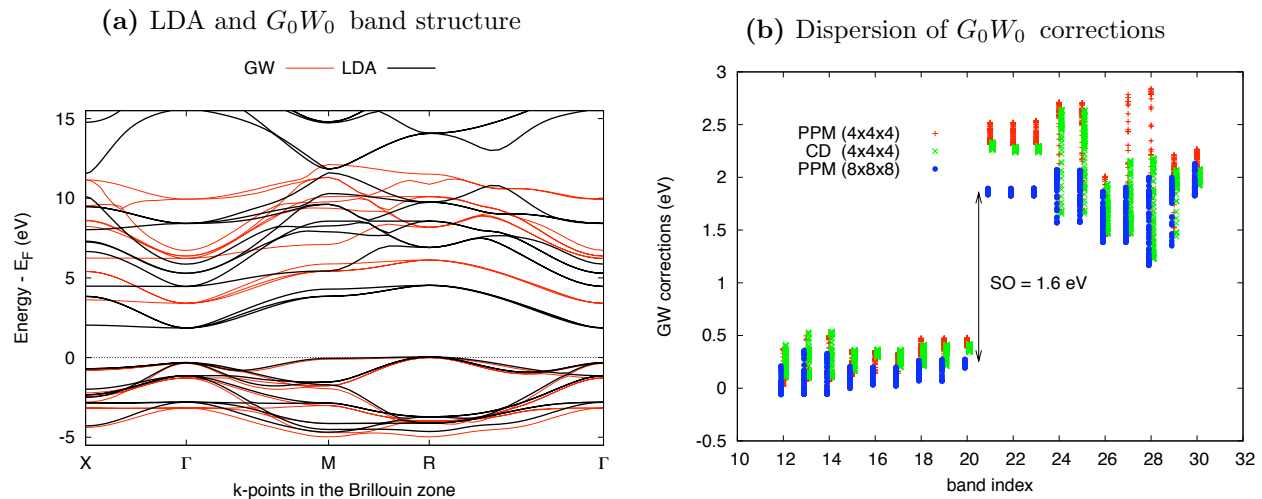 (a) LDA and G0W0 band structure
GW LDA
15
10
5
0
-5
Energy - EF (eV)
X Γ M R Γ
k-points in the Brillouin zone
(b) Dispersion of G0W0 corrections
3
2.5
2
1.5
1
0.5
0
-0.5
GW corrections (eV)
PPM (4x4x4)
CD (4x4x4)
PPM (8x8x8)
SO = 1.6 eV
10 12 14 16 18 20 22 24 26 28 30 32
band index